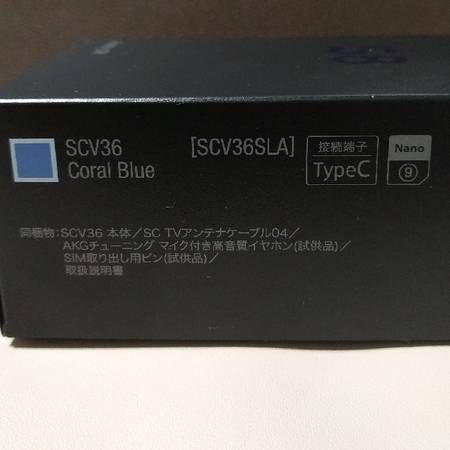 SCV36 [SCV36SLA] 接続端子 Nano
Coral Blue TypeC 9
同梱物:SCV36 本体／SC TVアンテナケーブル04／
AKGチューニング マイク付き高音質イヤホン(試供品)／
SIM取り出し用ピン(試供品)／
取扱説明書